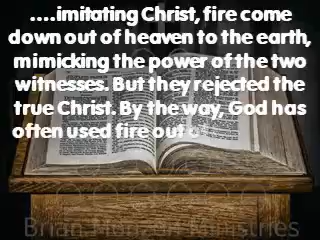 ....imitating Christ, fire come
down out of heaven to the earth,
mimicking the power of the two
witnesses. But they rejected the
true Christ. By the way, God has
often used fire out
Brian Monzon Ministries